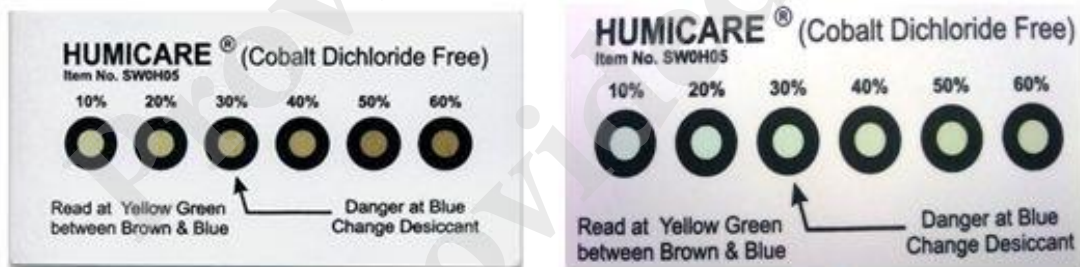 HUMICARE ® (Cobalt Dichloride Free)
Item No. SW0H05
10% 20% 30% 40% 50% 60%
Read at Yellow Green
between Brown & Blue
Danger at Blue
Change Desiccant
HUMICARE ® (Cobalt Dichloride Free)
Item No. SW0H05
10% 20% 30% 40% 50% 60%
Read at Yellow Green
between Brown & Blue
Danger at Blue
Change Desiccant